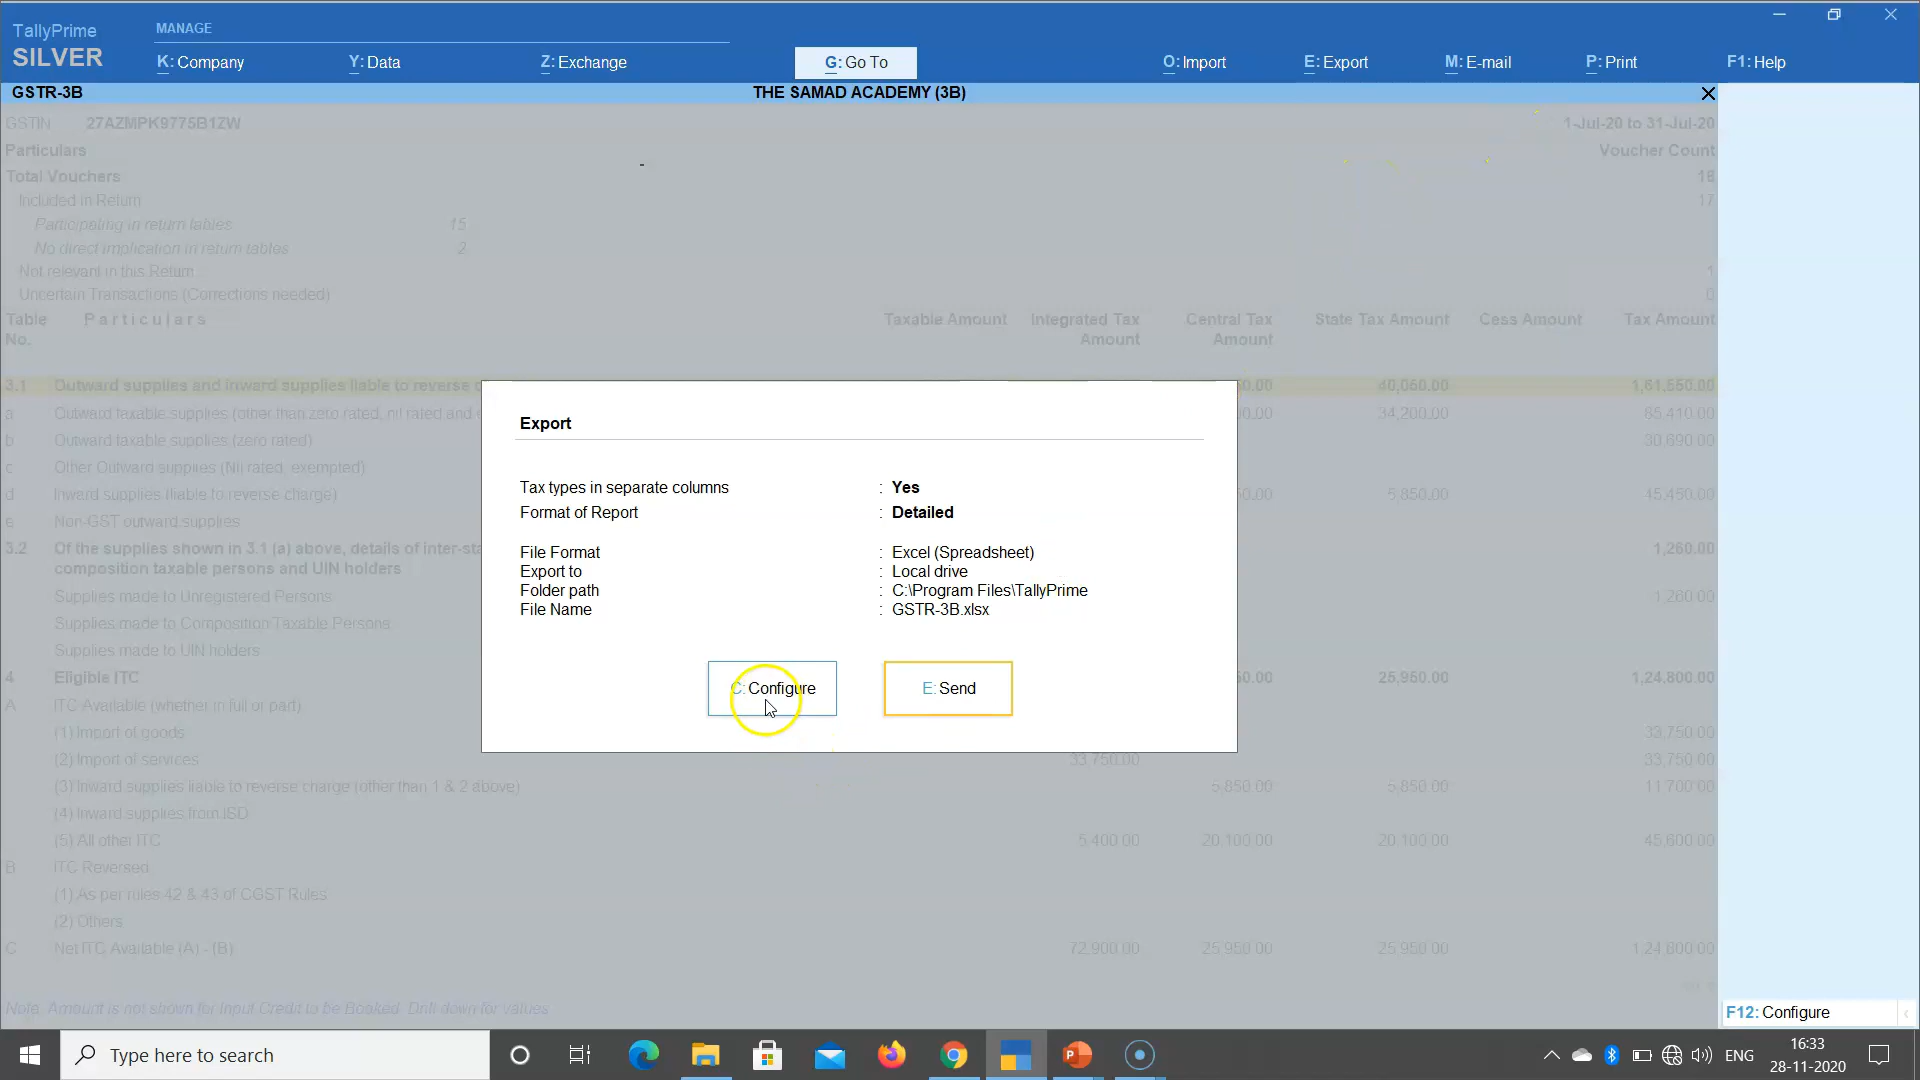 TallyPrime
SILVER
MANAGE
K: Company
Y: Data
Z: Exchange
G: Go To
O: Import
E: Export
M: E-mail
P: Print
F1: Help
GSTR-3B
THE SAMAD ACADEMY (3B)
GSTIN 27AZMPK9775B1ZW
1-Jul-20 to 31-Jul-20
Particulars Voucher Count
Total Vouchers 18
Included in Return 17
Participating in return tables 15
No direct implication in return tables 2
Not relevant in this Return 1
Uncertain Transactions (Corrections needed) 0
Table Particulars Taxable Amount Integrated Tax Central Tax State Tax Amount Cess Amount Tax Amount
No. Amount Amount
3.1 Outward supplies and inward supplies liable to reverse 40,050.00 1,61,550.00
a Outward taxable supplies (other than zero rated, nil rated and 34,200.00 85,410.00
b Outward taxable supplies (zero rated) 30,690.00
c Other Outward supplies (Nil rated, exempted)
d Inward supplies (liable to reverse charge) 5,850.00 45,450.00
e Non-GST outward supplies
3.2 Of the supplies shown in 3.1 (a) above, details of 1,260.00
composition taxable persons and UIN holders
Supplies made to Unregistered Persons 1,260.00
Supplies made to Composition Taxable Persons
Supplies made to UIN holders
4 Eligible ITC 25,950.00 1,24,800.00
A ITC Available (whether in full or part)
(1) Import of goods 33,750.00
(2) Import of services 33,750.00 33,750.00
(3) Inward supplies liable to reverse charge (other than 1 & 2 above) 5,850.00 5,850.00 11,700.00
(4) Inward supplies from ISD
(5) All other ITC 5,400.00 20,100.00 20,100.00 45,600.00
B ITC Reversed
(1) As per rules 42 & 43 of CGST Rules
(2) Others
C Net ITC Available (A) - (B) 72,900.00 25,950.00 25,950.00 1,24,800.00
Note: Amount is not shown for Input Credit to be Booked. Drill down for values
Export
Tax types in separate columns : Yes
Format of Report : Detailed
File Format : Excel (Spreadsheet)
Export to : Local drive
Folder path : C:\Program Files\TallyPrime
File Name : GSTR-3B.xlsx
C: Configure
E: Send
F12: Configure
Type here to search
ENG
16:33
28-11-2020